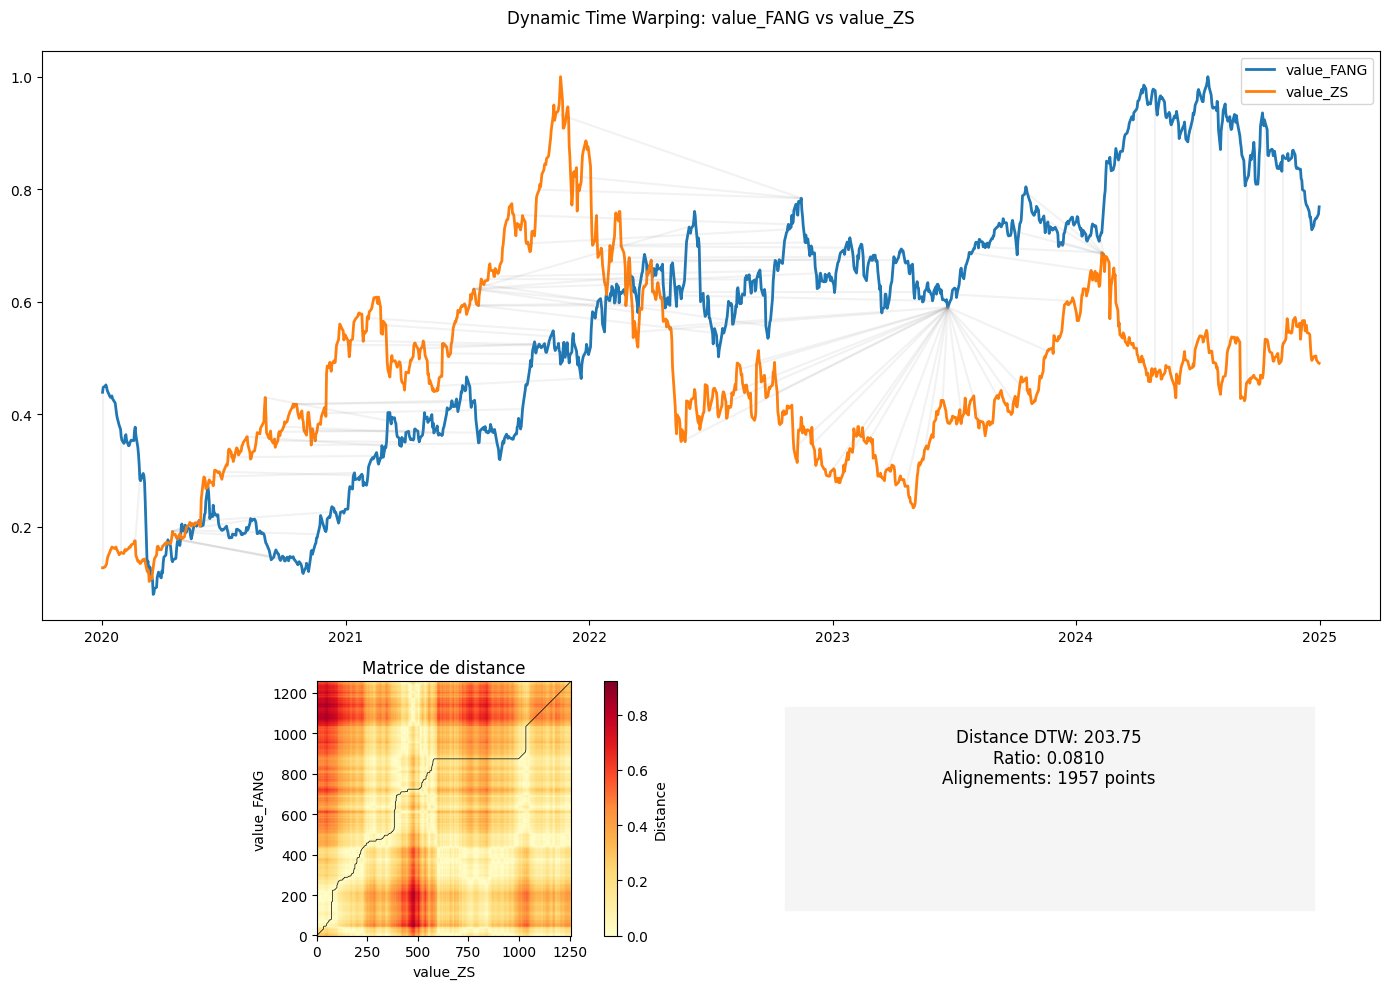 Dynamic Time Warping: value_FANG vs value_ZS
value_FANG
value_ZS
1.0
0.8
0.6
0.4
0.2
2020 2021 2022 2023 2024 2025
Matrice de distance
1200
1000
800
600
400
200
0
value_FANG
0 250 500 750 1000 1250
value_ZS
0.8
0.6
0.4
0.2
0.0
Distance
Distance DTW: 203.75
Ratio: 0.0810
Alignements: 1957 points